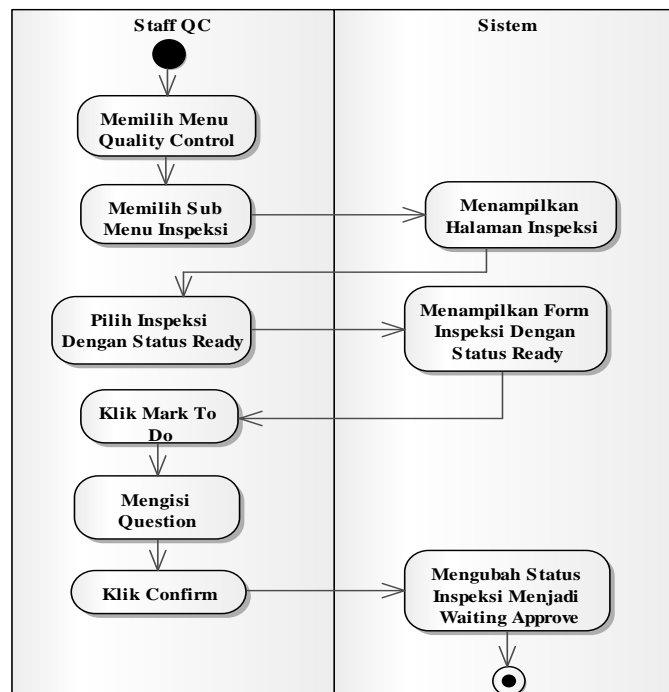 Staff QC
Sistem
Memilih Menu
Quality Control
Memilih Sub
Menu Inspeksi
Menampilkan
Halaman Inspeksi
Pilih Inspeksi
Dengan Status Ready
Menampilkan Form
Inspeksi Dengan
Status Ready
Klik Mark To
Do
Mengisi
Question
Klik Confirm
Mengubah Status
Inspeksi Menjadi
Waiting Approve